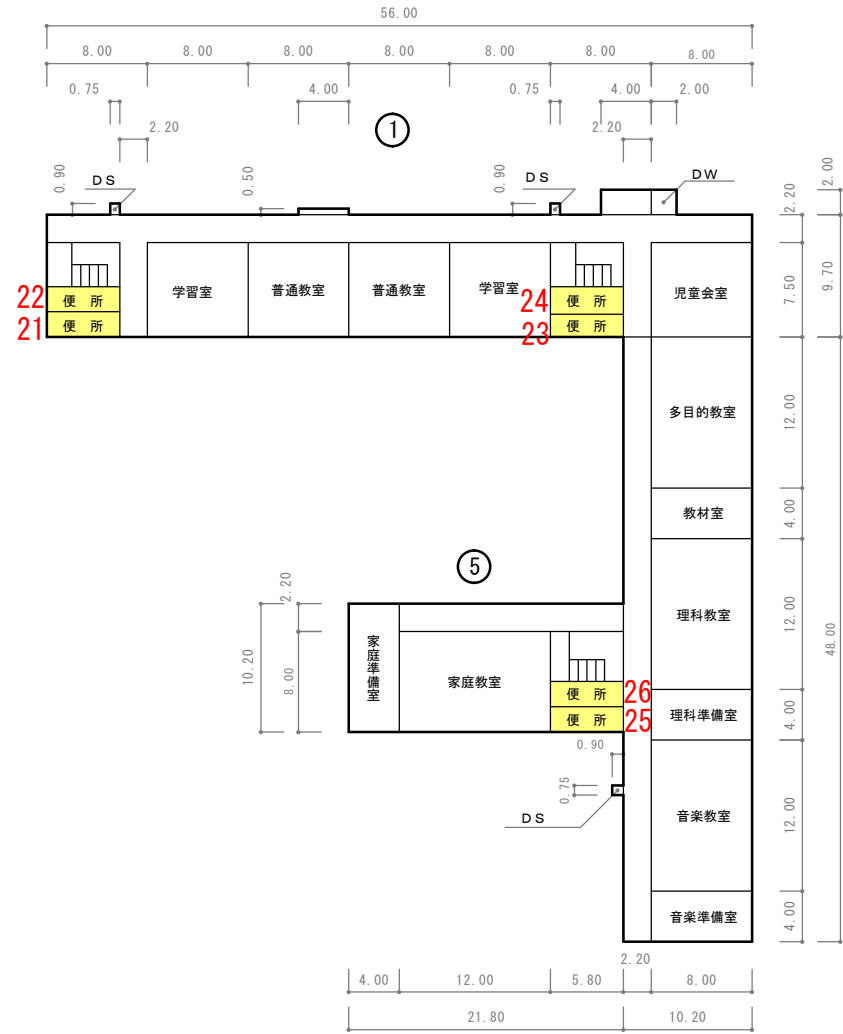 56.00
8.00 8.00 8.00 8.00 8.00 8.00 8.00
0.75 4.00 0.75 4.00 2.00
2.20 ① 2.20
0.90 DS 0.50 0.90 DS DW 2.20 2.00
学習室 普通教室 普通教室 学習室 児童会室 7.50 9.70
22 便 所 24 便 所
21 便 所 23 便 所
多目的教室 12.00
教材室 4.00
⑤
2.20
理科教室 12.00
48.00
10.20 8.00 家庭準備室 家庭教室
26 便 所
25 便 所
理科準備室 4.00
0.90
0.75
DS
音楽教室 12.00
音楽準備室 4.00
2.20
4.00 12.00 5.80 8.00
21.80 10.20